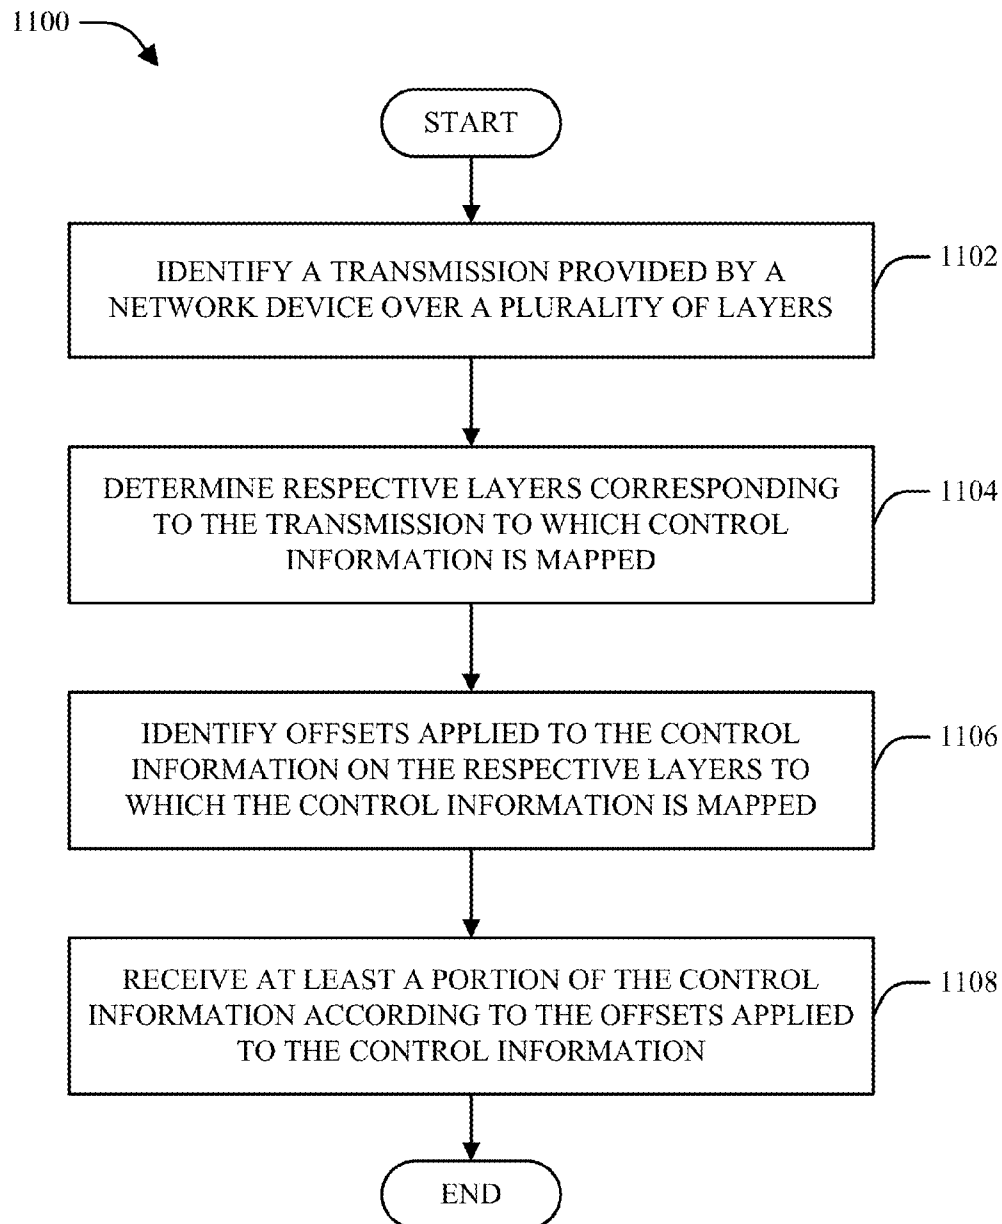 1100
START
IDENTIFY A TRANSMISSION PROVIDED BY A
NETWORK DEVICE OVER A PLURALITY OF LAYERS
1102
DETERMINE RESPECTIVE LAYERS CORRESPONDING
TO THE TRANSMISSION TO WHICH CONTROL
INFORMATION IS MAPPED
1104
IDENTIFY OFFSETS APPLIED TO THE CONTROL
INFORMATION ON THE RESPECTIVE LAYERS TO
WHICH THE CONTROL INFORMATION IS MAPPED
1106
RECEIVE AT LEAST A PORTION OF THE CONTROL
INFORMATION ACCORDING TO THE OFFSETS APPLIED
TO THE CONTROL INFORMATION
1108
END